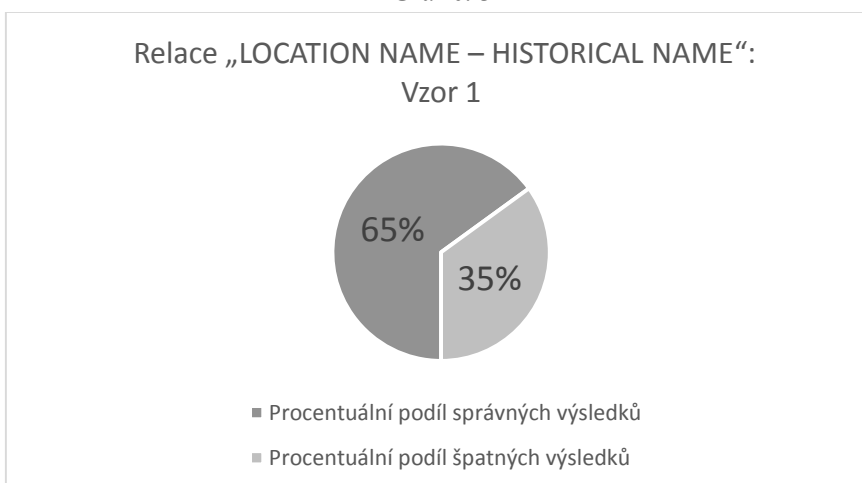 Relace „LOCATION NAME – HISTORICAL NAME“:
Vzor 1
65%
35%
Procentuální podíl správných výsledků
Procentuální podíl špatných výsledků